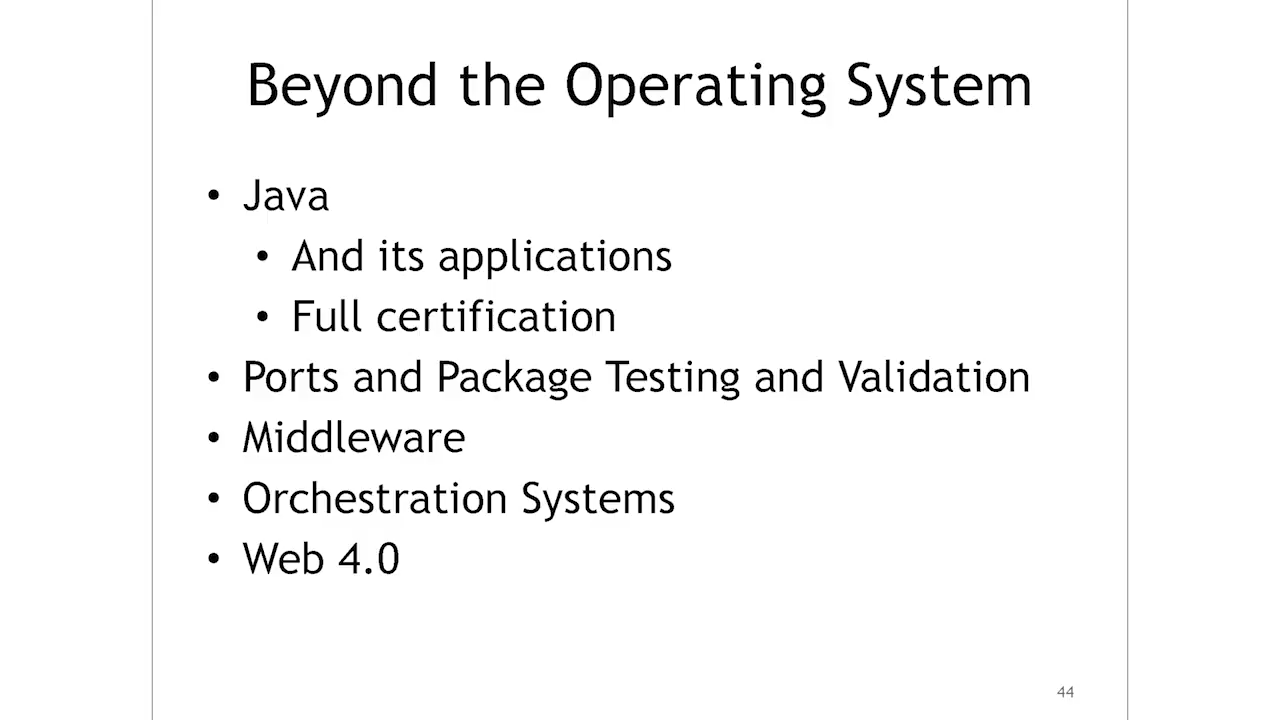 Beyond the Operating System
• Java
• And its applications
• Full certification
• Ports and Package Testing and Validation
• Middleware
• Orchestration Systems
• Web 4.0
44